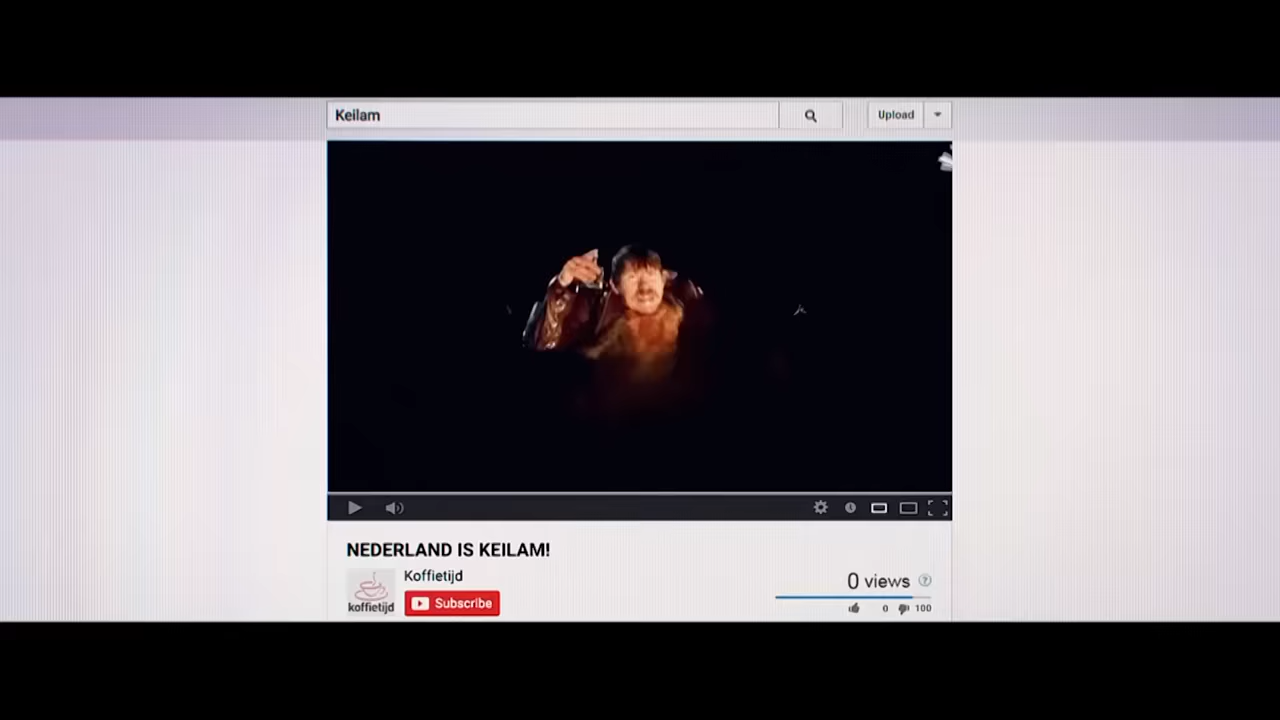 Keilam
Upload
NEDERLAND IS KEILAM!
Koffietijd
koffietijd
Subscribe
0 views
0
100